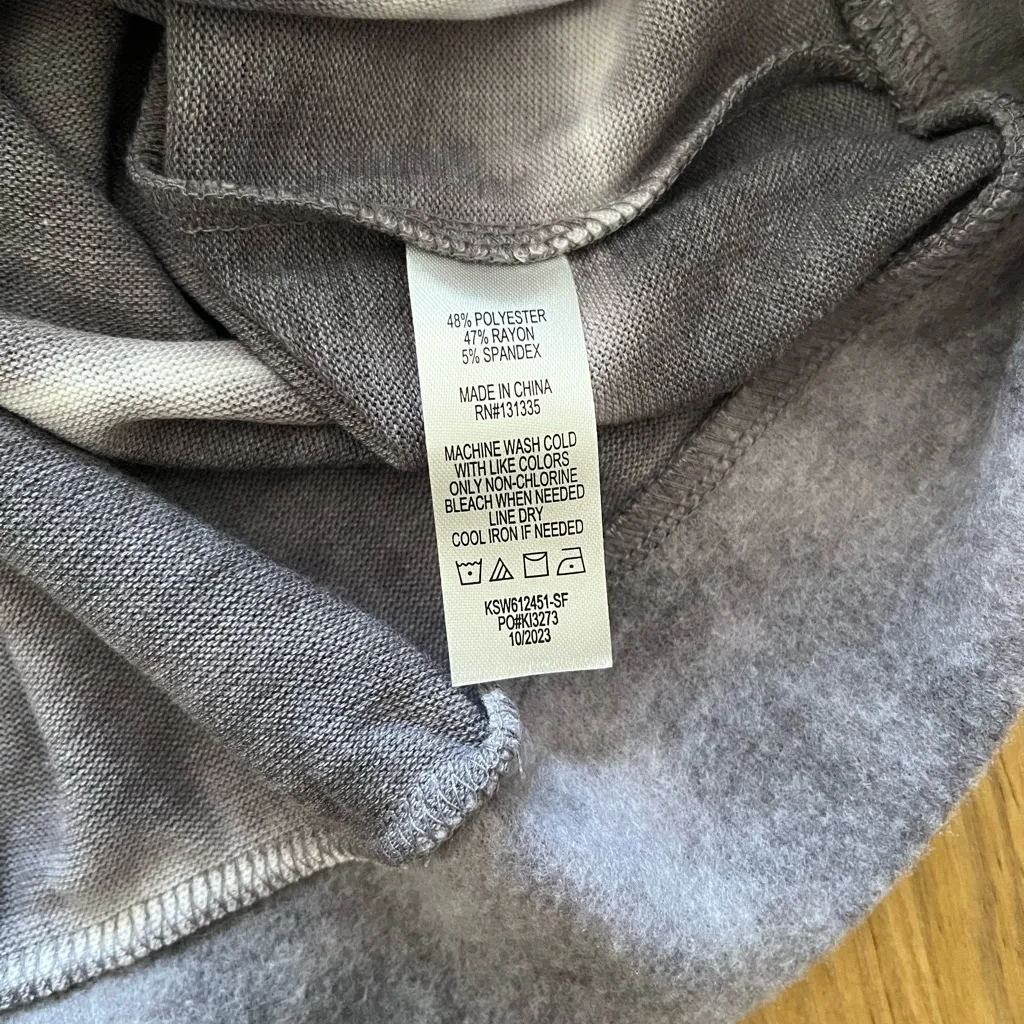 48% POLYESTER
47% RAYON
5% SPANDEX
MADE IN CHINA
RN#131335
MACHINE WASH COLD
WITH LIKE COLORS
ONLY NON-CHLORINE
BLEACH WHEN NEEDED
LINE DRY
COOL IRON IF NEEDED
KSW612451-SF
PO#KI3273
10/2023